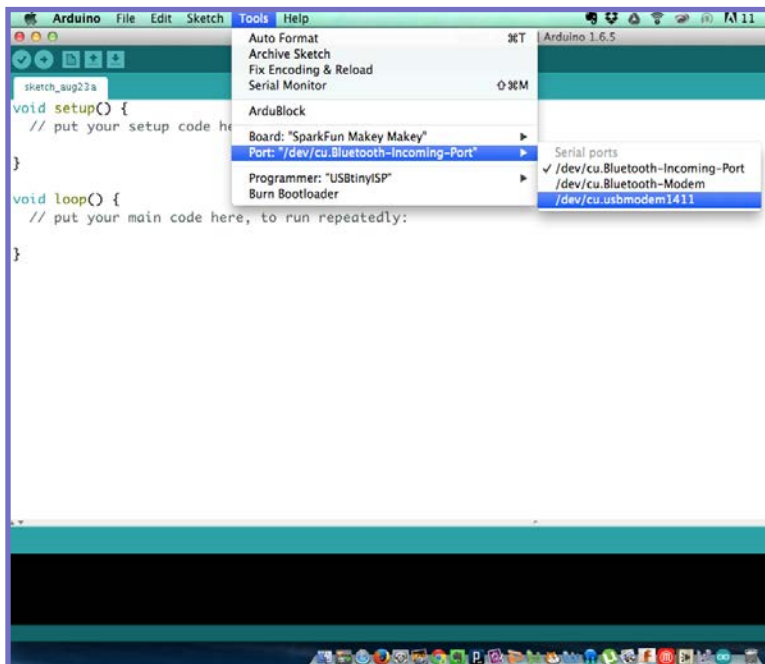 Arduino File Edit Sketch Tools Help 11
Arduino 1.6.5
sketch_aug23a
Auto Format ⌘T
Archive Sketch
Fix Encoding & Reload
Serial Monitor ⇧⌘M
ArduBlock
Board: "SparkFun Makey Makey"
Port: "/dev/cu.Bluetooth-Incoming-Port"
Programmer: "USBtinyISP"
Burn Bootloader
Serial ports
✓ /dev/cu.Bluetooth-Incoming-Port
/dev/cu.Bluetooth-Modem
/dev/cu.usbmodem1411
void setup() {
// put your setup code he
}
void loop() {
// put your main code here, to run repeatedly:
}